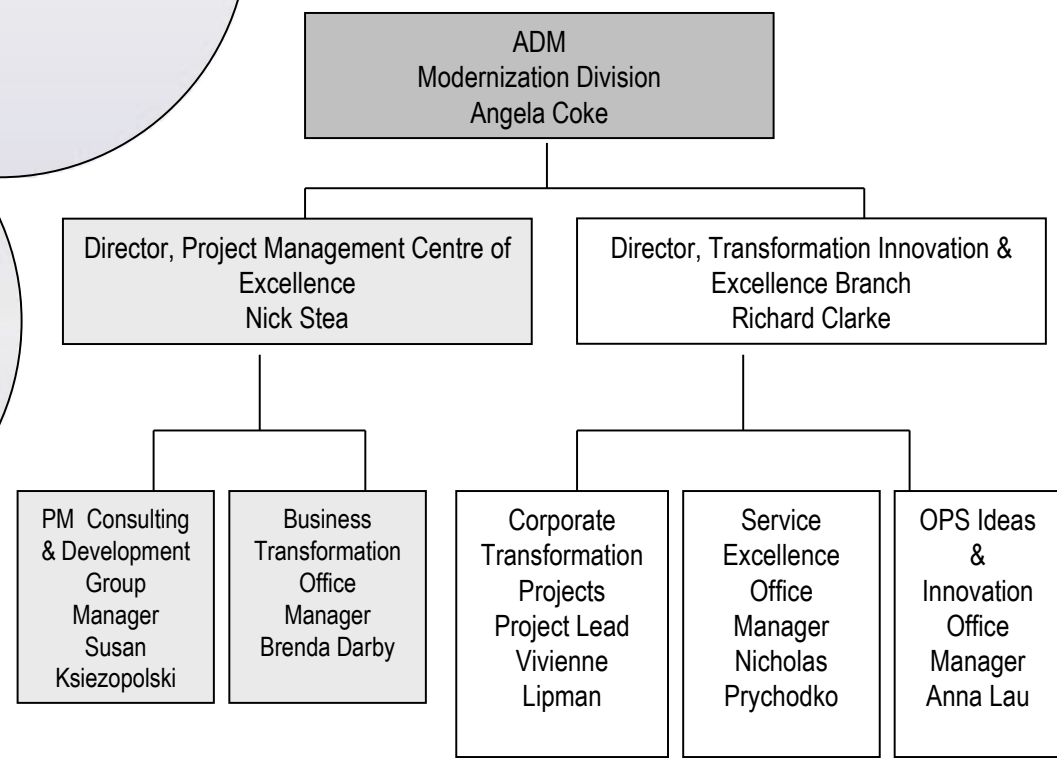 ADM
Modernization Division
Angela Coke
Director, Project Management Centre of
Excellence
Nick Stea
Director, Transformation Innovation &
Excellence Branch
Richard Clarke
PM Consulting
& Development
Group
Manager
Susan
Ksiezopolski
Business
Transformation
Office
Manager
Brenda Darby
Corporate
Transformation
Projects
Project Lead
Vivienne
Lipman
Service
Excellence
Office
Manager
Nicholas
Prychodko
OPS Ideas
&
Innovation
Office
Manager
Anna Lau